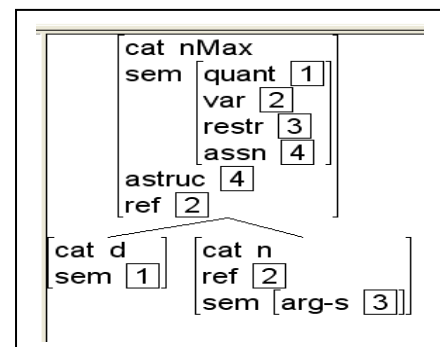 cat nMax
sem [quant 1
var 2
restr 3
assn 4]
astruc 4
ref 2
cat d
sem 1
cat n
ref 2
sem [arg-s 3]